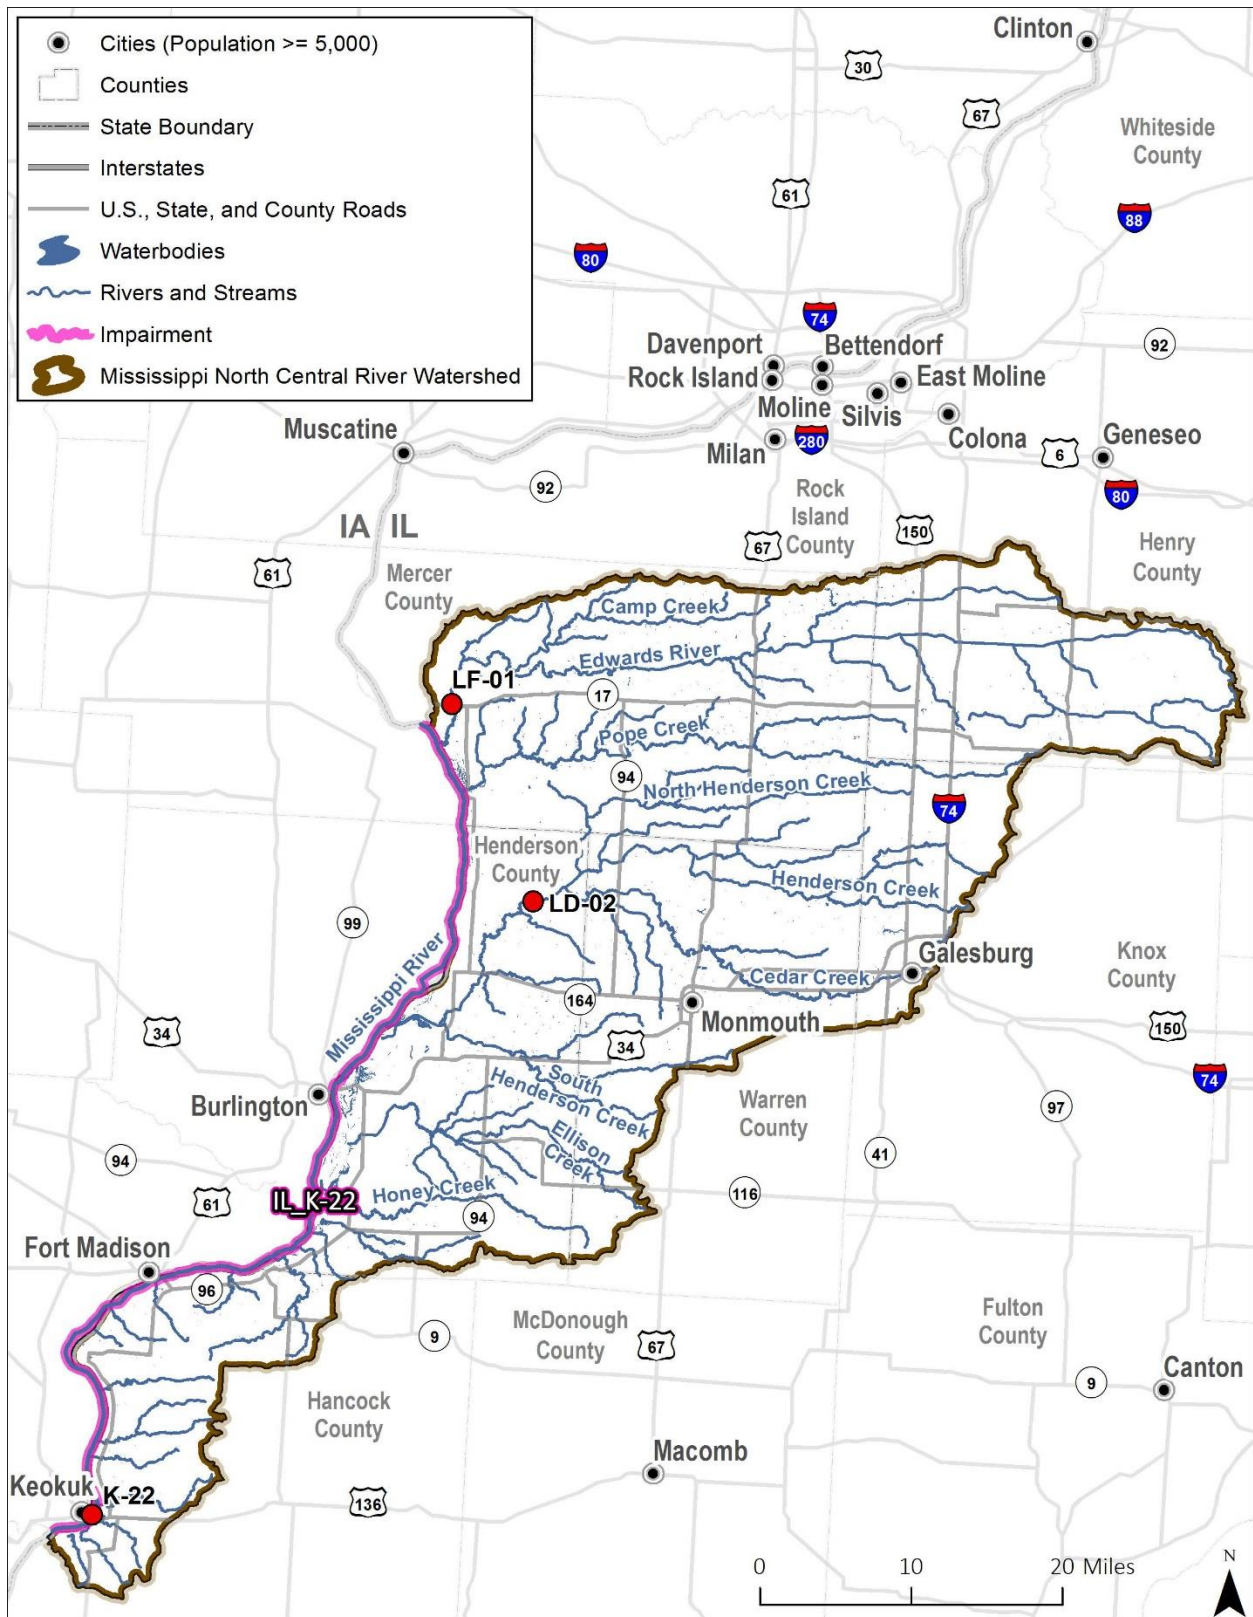 Cities (Population >= 5,000)
Counties
State Boundary
Interstates
U.S., State, and County Roads
Waterbodies
Rivers and Streams
Impairment
Mississippi North Central River Watershed
Clinton
30
67
Whiteside
County
61
88
80
74
92
Davenport
Bettendorf
Rock Island
East Moline
Moline
Silvis
Muscatine
Milan
280
Colona
6
Geneseo
92
80
Rock
Island
County
IA
IL
150
67
Henry
County
61
Mercer
County
Camp Creek
Edwards River
LF-01
17
Pope Creek
94
North Henderson Creek
74
Henderson
County
Henderson Creek
LD-02
99
Mississippi River
Galesburg
Knox
County
Cedar Creek
164
Monmouth
34
34
150
74
South
Henderson Creek
Burlington
Warren
County
97
Ellison
Creek
94
41
61
IL_K-22
Honey Creek
94
116
Fort Madison
96
McDonough
County
9
67
Fulton
County
Canton
9
Hancock
County
Macomb
Keokuk
K-22
136
0
10
20 Miles
N